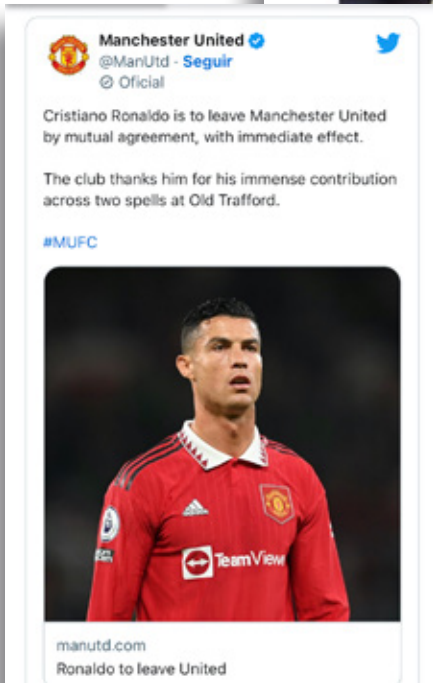 Manchester United
@ManUtd · Seguir
Oficial
Cristiano Ronaldo is to leave Manchester United
by mutual agreement, with immediate effect.
The club thanks him for his immense contribution
across two spells at Old Trafford.
#MUFC
TeamView
manutd.com
Ronaldo to leave United